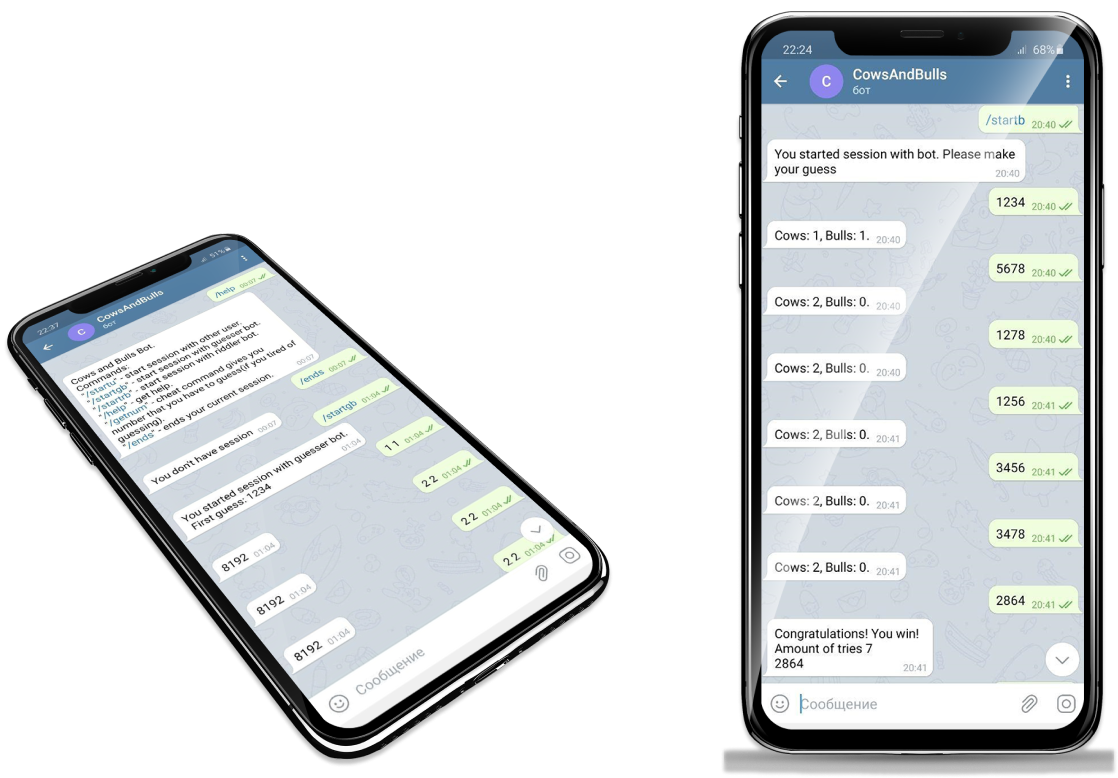 22:37
51%
C
CowsAndBulls
бот
/help 00:07
Cows and Bulls Bot.
Commands:
"/startu" - start session with other user.
"/startgb" - start session with guesser bot.
"/startrb" - start session with riddler bot.
"/help" - get help.
"/getnum" - cheat command gives you
number that you have to guess(if you tired of
guessing).
"/ends" - ends your current session.
00:07
/ends 00:07
You don't have session 00:07
/startgb 01:04
You started session with guesser bot.
First guess: 1234
01:04
1 1 01:04
8192 01:04
2 2 01:04
8192 01:04
2 2 01:04
8192 01:04
2 2 01:04
Сообщение
22:24
68%
C
CowsAndBulls
бот
/startb 20:40
You started session with bot. Please make
your guess
20:40
1234 20:40
Cows: 1, Bulls: 1. 20:40
5678 20:40
Cows: 2, Bulls: 0. 20:40
1278 20:40
Cows: 2, Bulls: 0. 20:40
1256 20:41
Cows: 2, Bulls: 0. 20:41
3456 20:41
Cows: 2, Bulls: 0. 20:41
3478 20:41
Cows: 2, Bulls: 0. 20:41
2864 20:41
Congratulations! You win!
Amount of tries 7
2864
20:41
Сообщение